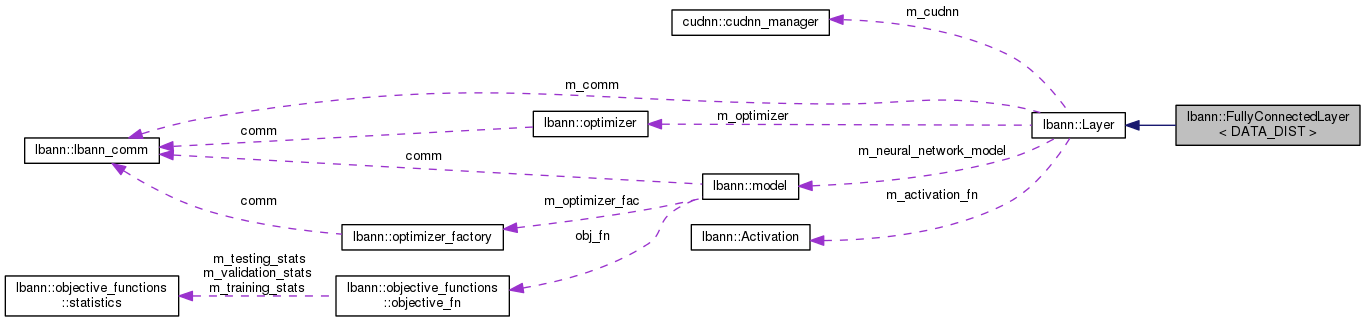 cudnn::cudnn_manager
m_cudnn
m_comm
lbann::FullyConnectedLayer
< DATA_DIST >
lbann::optimizer
m_optimizer
lbann::Layer
comm
lbann::lbann_comm
comm
m_neural_network_model
lbann::model
m_activation_fn
comm
m_optimizer_fac
lbann::optimizer_factory
obj_fn
lbann::Activation
m_testing_stats
m_validation_stats
m_training_stats
lbann::objective_functions
::statistics
lbann::objective_functions
::objective_fn